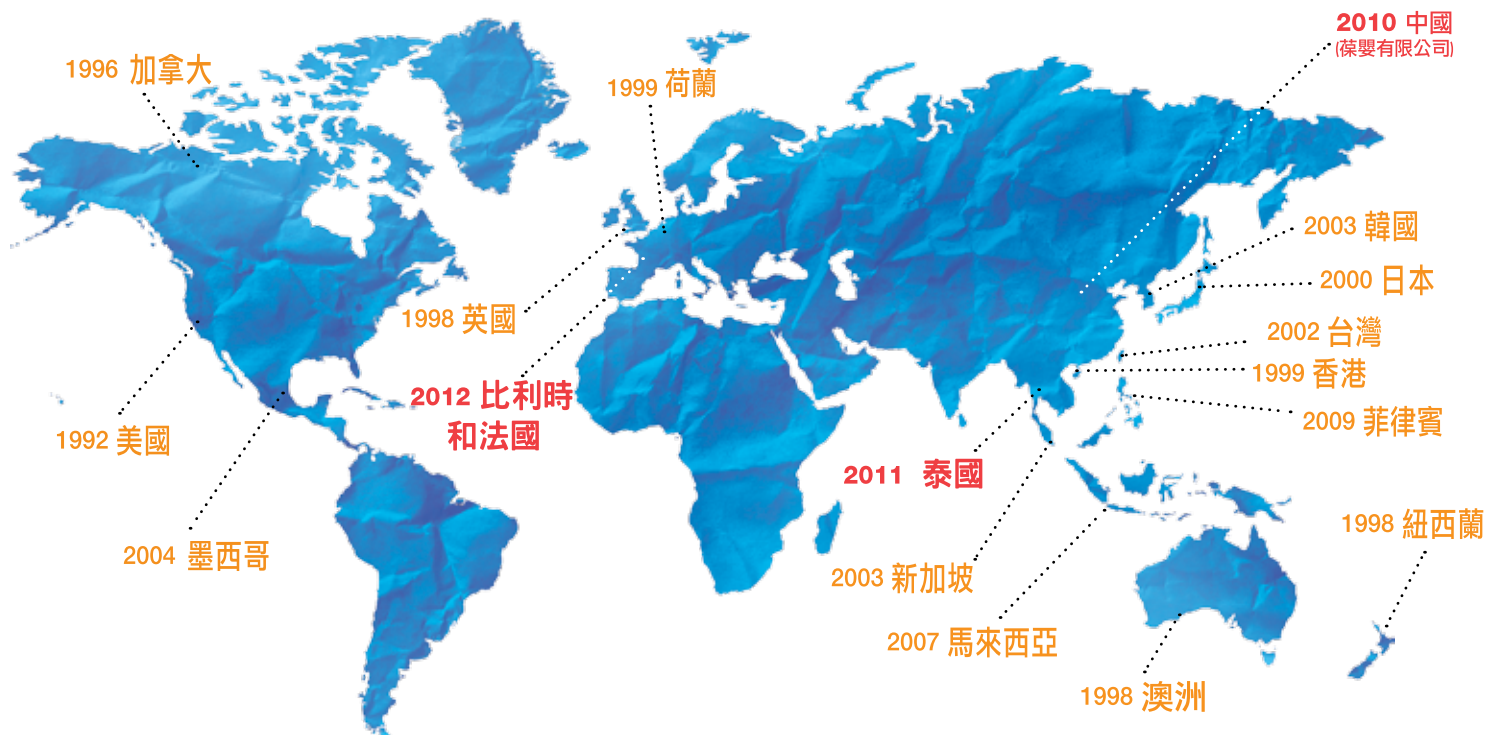 2010 中國
(葆嬰有限公司)
1996 加拿大
1999 荷蘭
2003 韓國
2000 日本
1998 英國
2002 台灣
1999 香港
2012 比利時
和法國
2009 菲律賓
1992 美國
2011 泰國
1998 紐西蘭
2004 墨西哥
2003 新加坡
2007 馬來西亞
1998 澳洲